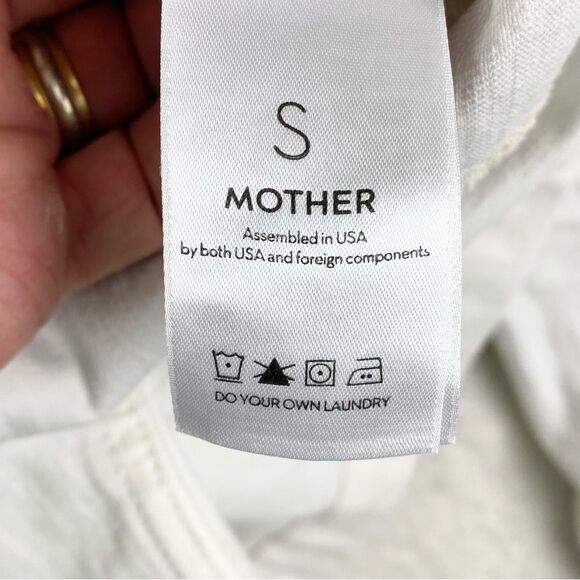 S
MOTHER
Assembled in USA
by both USA and foreign components
DO YOUR OWN LAUNDRY